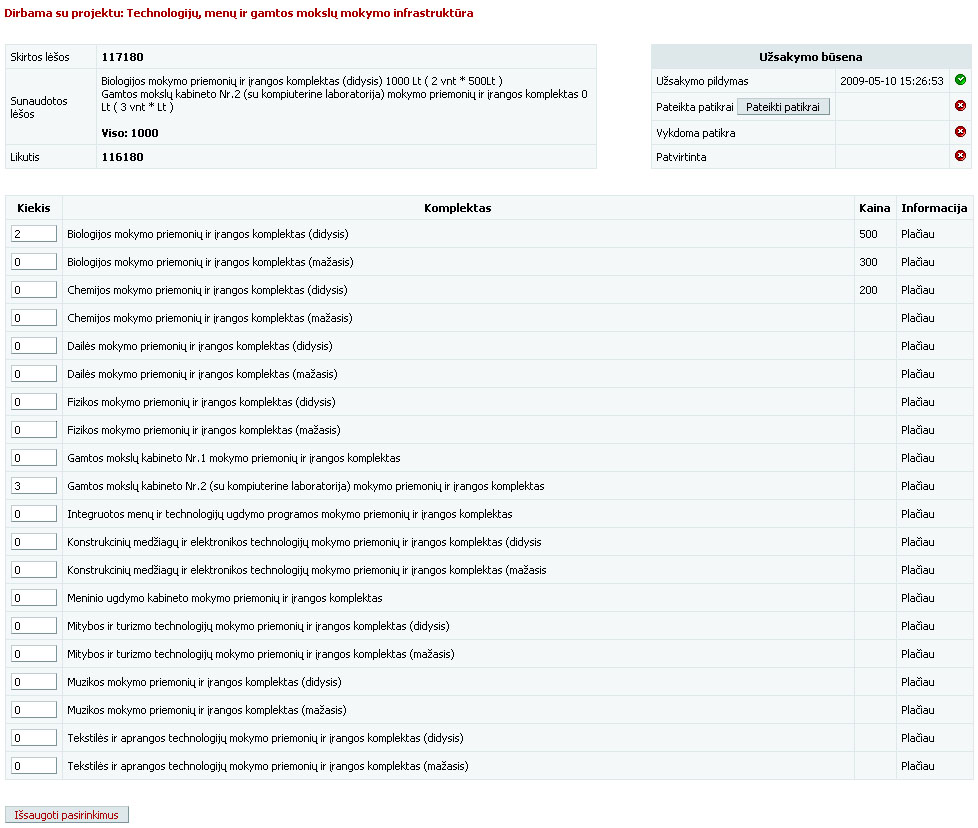 Dirbama su projektu: Technologijų, menų ir gamtos mokslų mokymo infrastruktūra
Skirtos lėšos 117180
Sunaudotos lėšos
Biologijos mokymo priemonių ir įrangos komplektas (didysis) 1000 Lt ( 2 vnt * 500Lt )
Gamtos mokslų kabineto Nr.2 (su kompiuterine laboratorija) mokymo priemonių ir įrangos komplektas 0
Lt ( 3 vnt * Lt )
Viso: 1000
Likutis 116180
Užsakymo būsena
Užsakymo pildymas 2009-05-10 15:26:53
Pateikta patikrai Pateikti patikrai
Vykdoma patikra
Patvirtinta
Kiekis Komplektas Kaina Informacija
2 Biologijos mokymo priemonių ir įrangos komplektas (didysis) 500 Plačiau
0 Biologijos mokymo priemonių ir įrangos komplektas (mažasis) 300 Plačiau
0 Chemijos mokymo priemonių ir įrangos komplektas (didysis) 200 Plačiau
0 Chemijos mokymo priemonių ir įrangos komplektas (mažasis) Plačiau
0 Dailės mokymo priemonių ir įrangos komplektas (didysis) Plačiau
0 Dailės mokymo priemonių ir įrangos komplektas (mažasis) Plačiau
0 Fizikos mokymo priemonių ir įrangos komplektas (didysis) Plačiau
0 Fizikos mokymo priemonių ir įrangos komplektas (mažasis) Plačiau
0 Gamtos mokslų kabineto Nr.1 mokymo priemonių ir įrangos komplektas Plačiau
3 Gamtos mokslų kabineto Nr.2 (su kompiuterine laboratorija) mokymo priemonių ir įrangos komplektas Plačiau
0 Integruotos menų ir technologijų ugdymo programos mokymo priemonių ir įrangos komplektas Plačiau
0 Konstrukcinių medžiagų ir elektronikos technologijų mokymo priemonių ir įrangos komplektas (didysis Plačiau
0 Konstrukcinių medžiagų ir elektronikos technologijų mokymo priemonių ir įrangos komplektas (mažasis Plačiau
0 Meninio ugdymo kabineto mokymo priemonių ir įrangos komplektas Plačiau
0 Mitybos ir turizmo technologijų mokymo priemonių ir įrangos komplektas (didysis) Plačiau
0 Mitybos ir turizmo technologijų mokymo priemonių ir įrangos komplektas (mažasis) Plačiau
0 Muzikos mokymo priemonių ir įrangos komplektas (didysis) Plačiau
0 Muzikos mokymo priemonių ir įrangos komplektas (mažasis) Plačiau
0 Tekstilės ir aprangos technologijų mokymo priemonių ir įrangos komplektas (didysis) Plačiau
0 Tekstilės ir aprangos technologijų mokymo priemonių ir įrangos komplektas (mažasis) Plačiau
Išsaugoti pasirinkimus